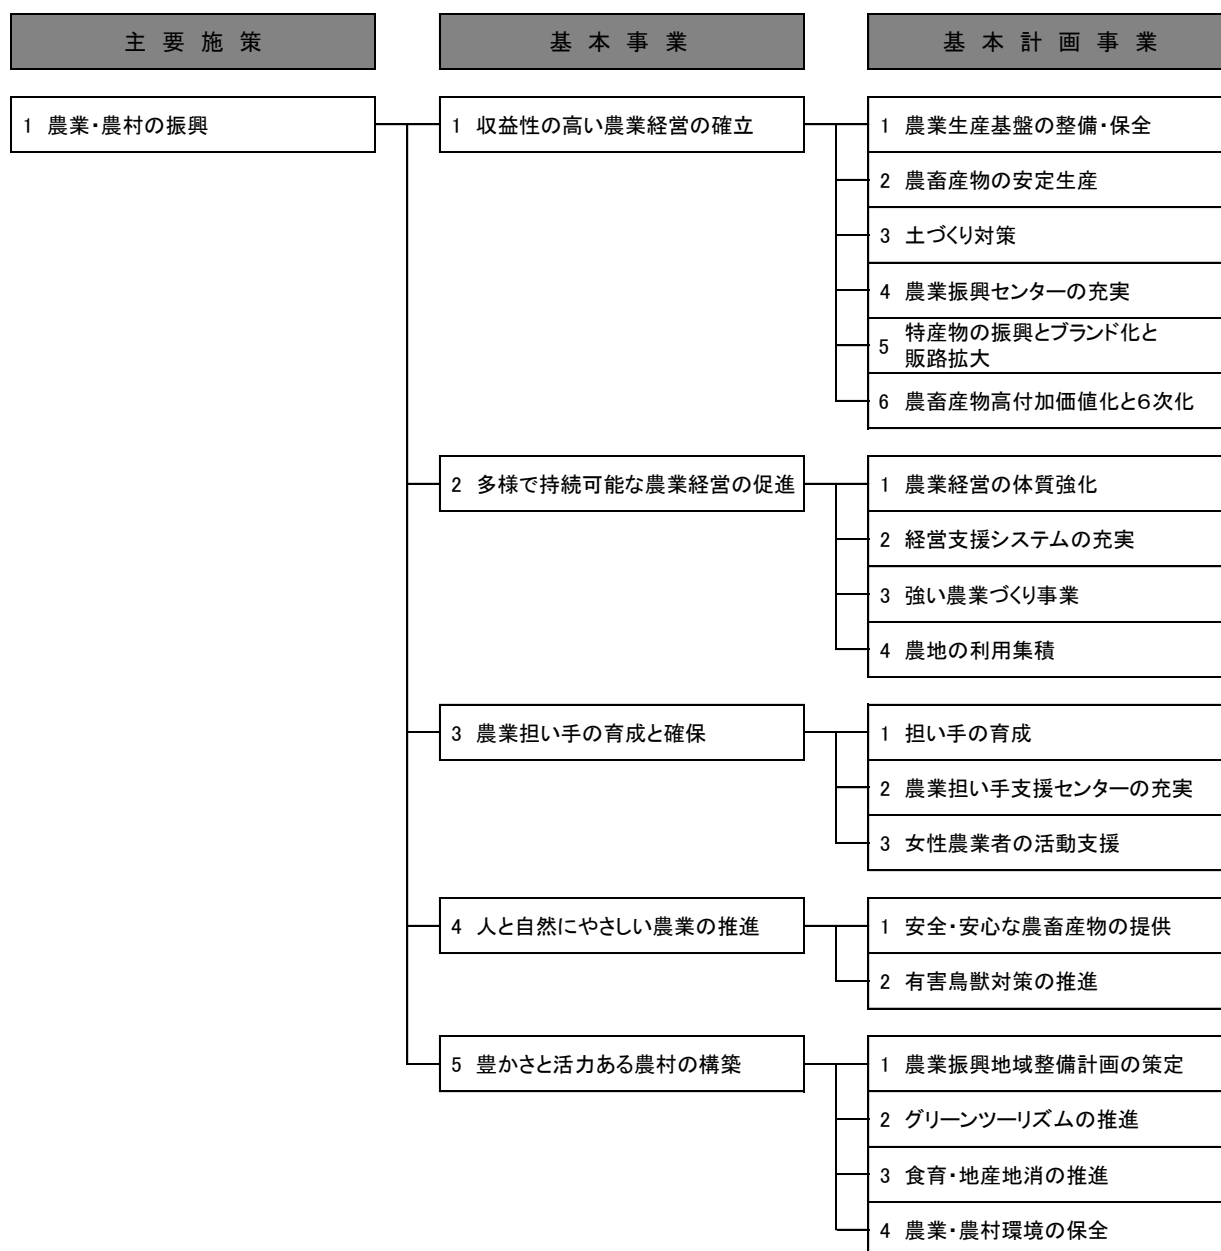 主要施策
基本事業
基本計画事業
1 農業・農村の振興
1 収益性の高い農業経営の確立
1 農業生産基盤の整備・保全
2 農畜産物の安定生産
3 土づくり対策
4 農業振興センターの充実
5 特産物の振興とブランド化と
販路拡大
6 農畜産物高付加価値化と6次化
2 多様で持続可能な農業経営の促進
1 農業経営の体質強化
2 経営支援システムの充実
3 強い農業づくり事業
4 農地の利用集積
3 農業担い手の育成と確保
1 担い手の育成
2 農業担い手支援センターの充実
3 女性農業者の活動支援
4 人と自然にやさしい農業の推進
1 安全・安心な農畜産物の提供
2 有害鳥獣対策の推進
5 豊かさと活力ある農村の構築
1 農業振興地域整備計画の策定
2 グリーンツーリズムの推進
3 食育・地産地消の推進
4 農業・農村環境の保全